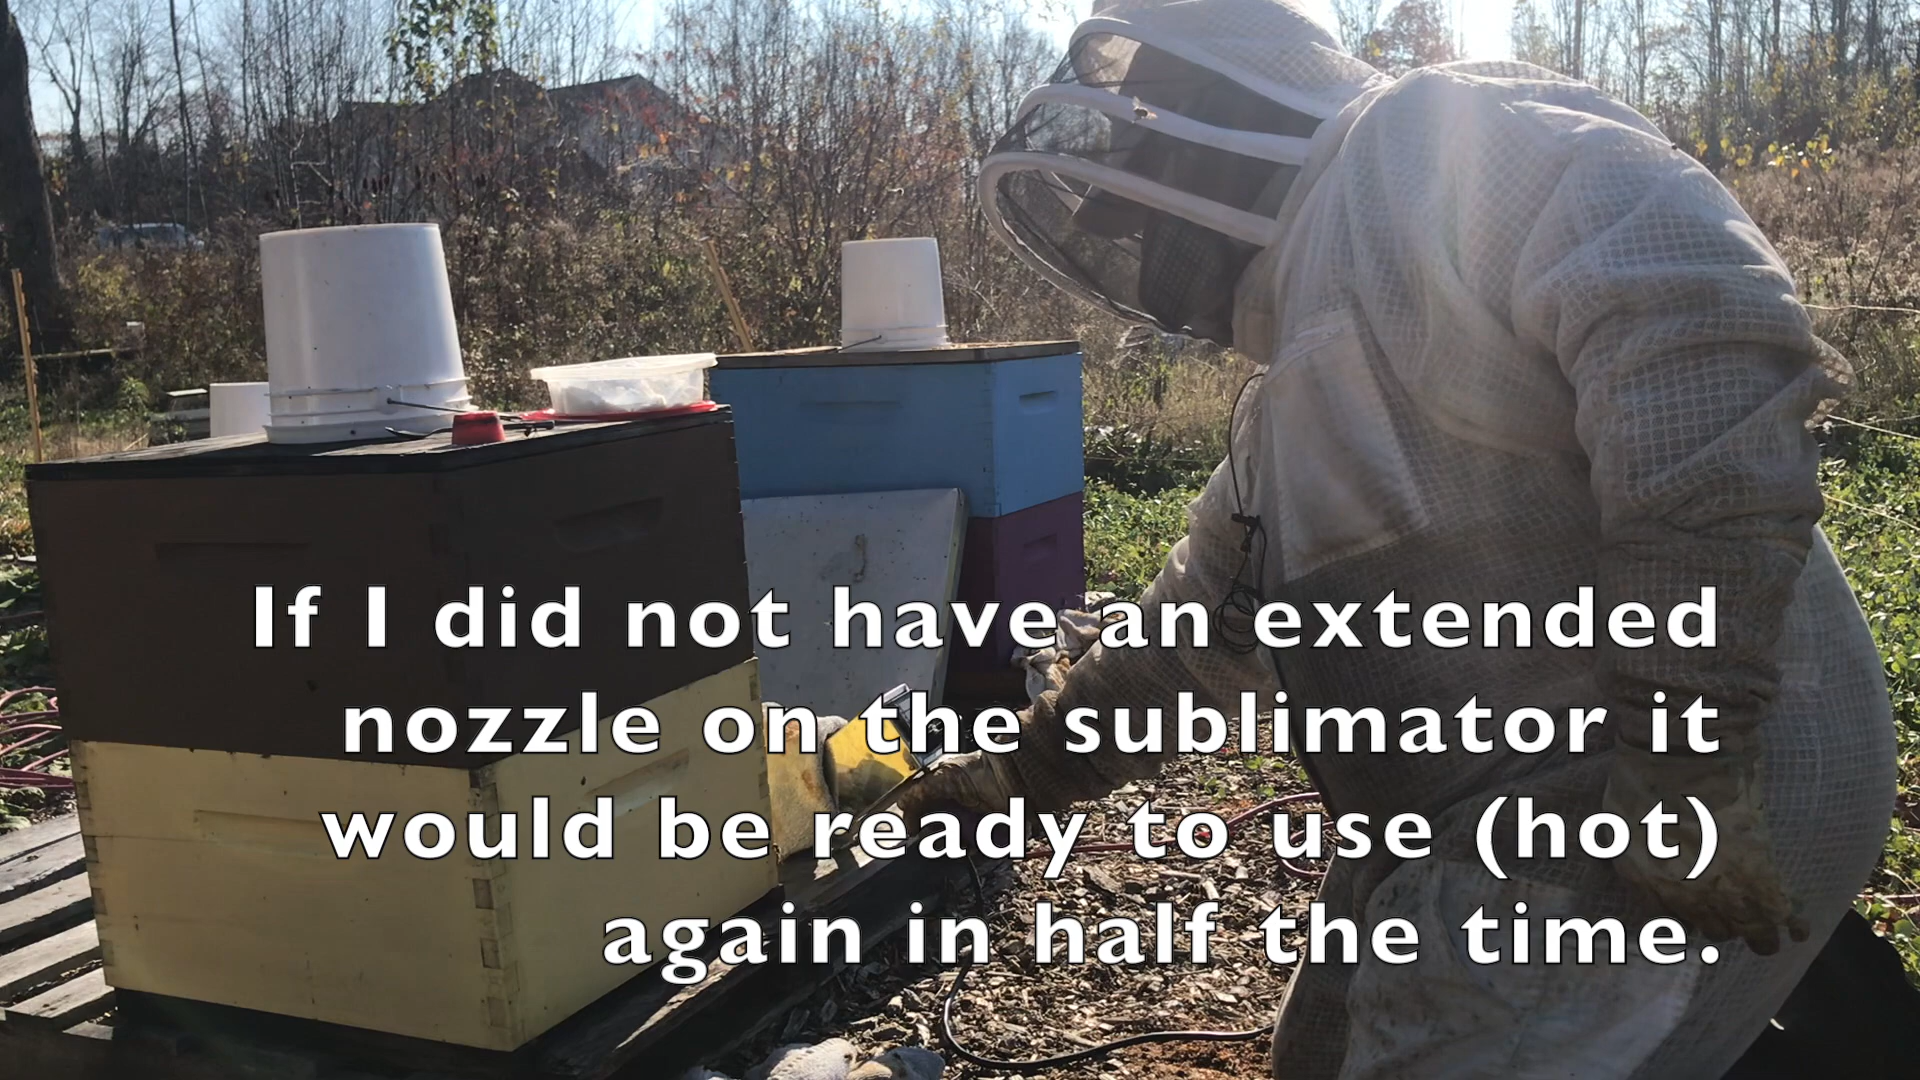 If I did not have an extended
nozzle on the sublimator it
would be ready to use (hot)
again in half the time.